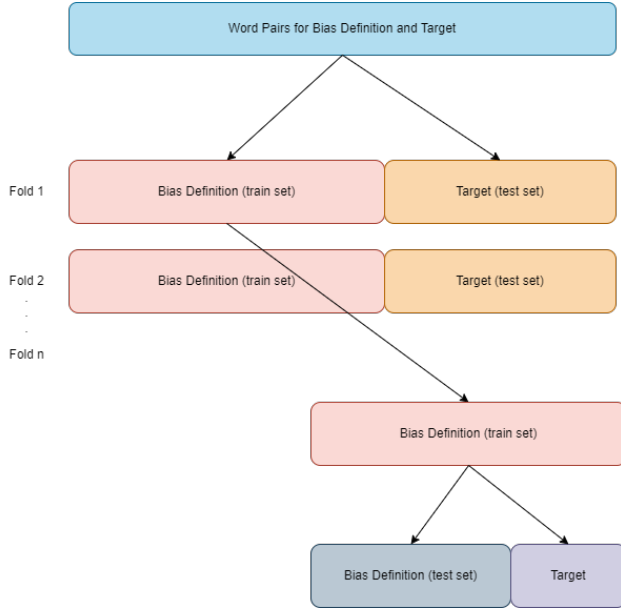 Word Pairs for Bias Definition and Target
Fold 1
Bias Definition (train set)
Target (test set)
Fold 2
Bias Definition (train set)
Target (test set)
.
.
.
Fold n
Bias Definition (train set)
Bias Definition (test set)
Target